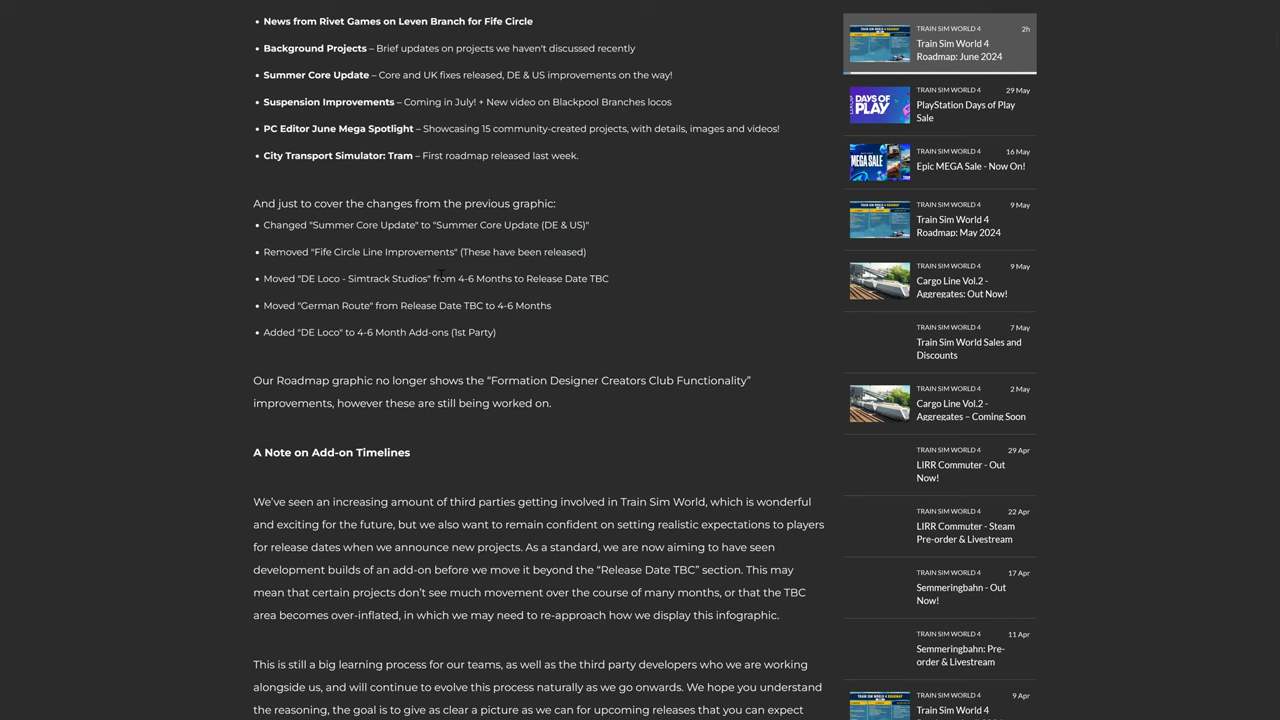 • News from Rivet Games on Leven Branch for Fife Circle
• Background Projects – Brief updates on projects we haven't discussed recently
• Summer Core Update – Core and UK fixes released, DE & US improvements on the way!
• Suspension Improvements – Coming in July! + New video on Blackpool Branches locos
• PC Editor June Mega Spotlight – Showcasing 15 community-created projects, with details, images and videos!
• City Transport Simulator: Tram – First roadmap released last week.
And just to cover the changes from the previous graphic:
• Changed "Summer Core Update" to "Summer Core Update (DE & US)"
• Removed "Fife Circle Line Improvements" (These have been released)
• Moved "DE Loco - Simtrack Studios" from 4-6 Months to Release Date TBC
• Moved "German Route" from Release Date TBC to 4-6 Months
• Added "DE Loco" to 4-6 Month Add-ons (1st Party)
Our Roadmap graphic no longer shows the “Formation Designer Creators Club Functionality”
improvements, however these are still being worked on.
A Note on Add-on Timelines
We’ve seen an increasing amount of third parties getting involved in Train Sim World, which is wonderful
and exciting for the future, but we also want to remain confident on setting realistic expectations to players
for release dates when we announce new projects. As a standard, we are now aiming to have seen
development builds of an add-on before we move it beyond the “Release Date TBC” section. This may
mean that certain projects don’t see much movement over the course of many months, or that the TBC
area becomes over-inflated, in which we may need to re-approach how we display this infographic.
This is still a big learning process for our teams, as well as the third party developers who we are working
alongside us, and will continue to evolve this process naturally as we go onwards. We hope you understand
the reasoning, the goal is to give as clear a picture as we can for upcoming releases that you can expect
TRAIN SIM WORLD 4 2h
Train Sim World 4
Roadmap: June 2024
DAYS OF
PLAY
TRAIN SIM WORLD 4 29 May
PlayStation Days of Play
Sale
MEGA SALE
TRAIN SIM WORLD 4 16 May
Epic MEGA Sale - Now On!
TRAIN SIM WORLD 4 9 May
Train Sim World 4
Roadmap: May 2024
TRAIN SIM WORLD 4 9 May
Cargo Line Vol.2 -
Aggregates: Out Now!
TRAIN SIM WORLD 4 7 May
Train Sim World Sales and
Discounts
TRAIN SIM WORLD 4 2 May
Cargo Line Vol.2 -
Aggregates – Coming Soon
TRAIN SIM WORLD 4 29 Apr
LIRR Commuter - Out
Now!
TRAIN SIM WORLD 4 22 Apr
LIRR Commuter - Steam
Pre-order & Livestream
TRAIN SIM WORLD 4 17 Apr
Semmeringbahn - Out
Now!
TRAIN SIM WORLD 4 11 Apr
Semmeringbahn: Pre-
order & Livestream
TRAIN SIM WORLD 4 9 Apr
Train Sim World 4